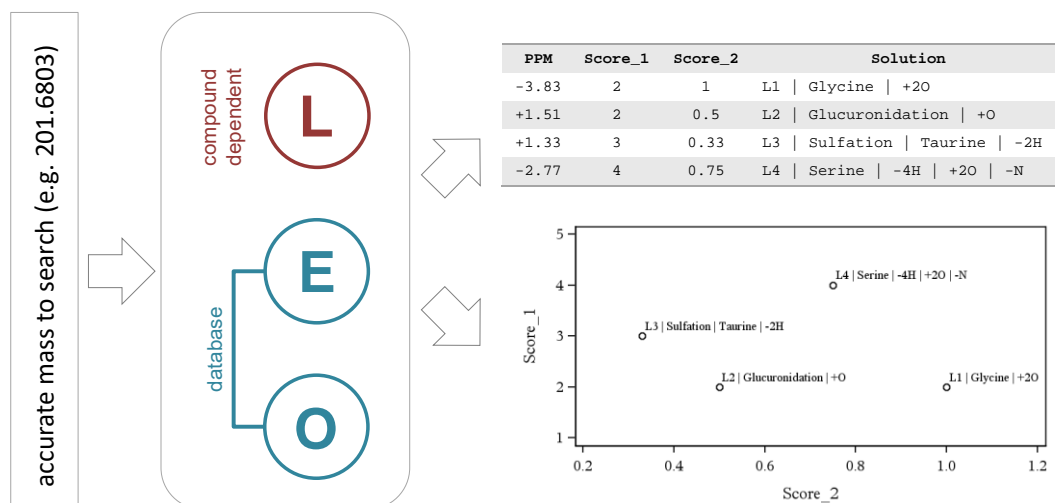 accurate mass to search (e.g. 201.6803)
compound
dependent
L
database
E
O
PPM Score_1 Score_2 Solution
-3.83 2 1 L1 | Glycine | +2O
+1.51 2 0.5 L2 | Glucuronidation | +O
+1.33 3 0.33 L3 | Sulfation | Taurine | -2H
-2.77 4 0.75 L4 | Serine | -4H | +2O | -N
Score_1
5
4
3
2
1
L4 | Serine | -4H | +2O | -N
L3 | Sulfation | Taurine | -2H
L2 | Glucuronidation | +O
L1 | Glycine | +2O
0.2 0.4 0.6 0.8 1.0 1.2
Score_2